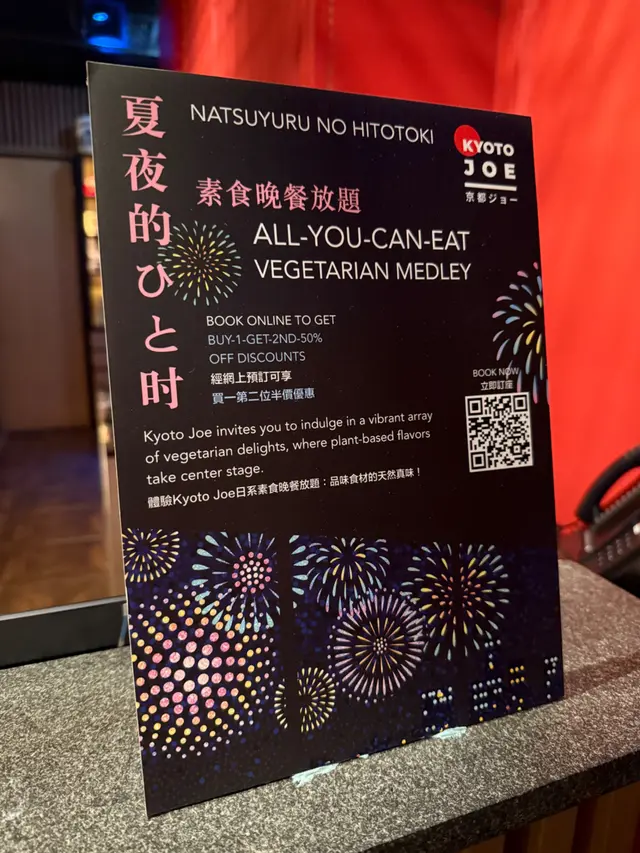 夏夜的ひと时
NATSUYURU NO HITOTOKI
KYOTO
JOE
京都ジョー
素食晚餐放題
ALL-YOU-CAN-EAT
VEGETARIAN MEDLEY
BOOK ONLINE TO GET
BUY-1-GET-2ND-50%
OFF DISCOUNTS
經網上預訂可享
買一第二位半價優惠
BOOK NOW
立即訂座
Kyoto Joe invites you to indulge in a vibrant array
of vegetarian delights, where plant-based flavors
take center stage.
體驗Kyoto Joe日系素食晚餐放題：品味食材的天然真味！